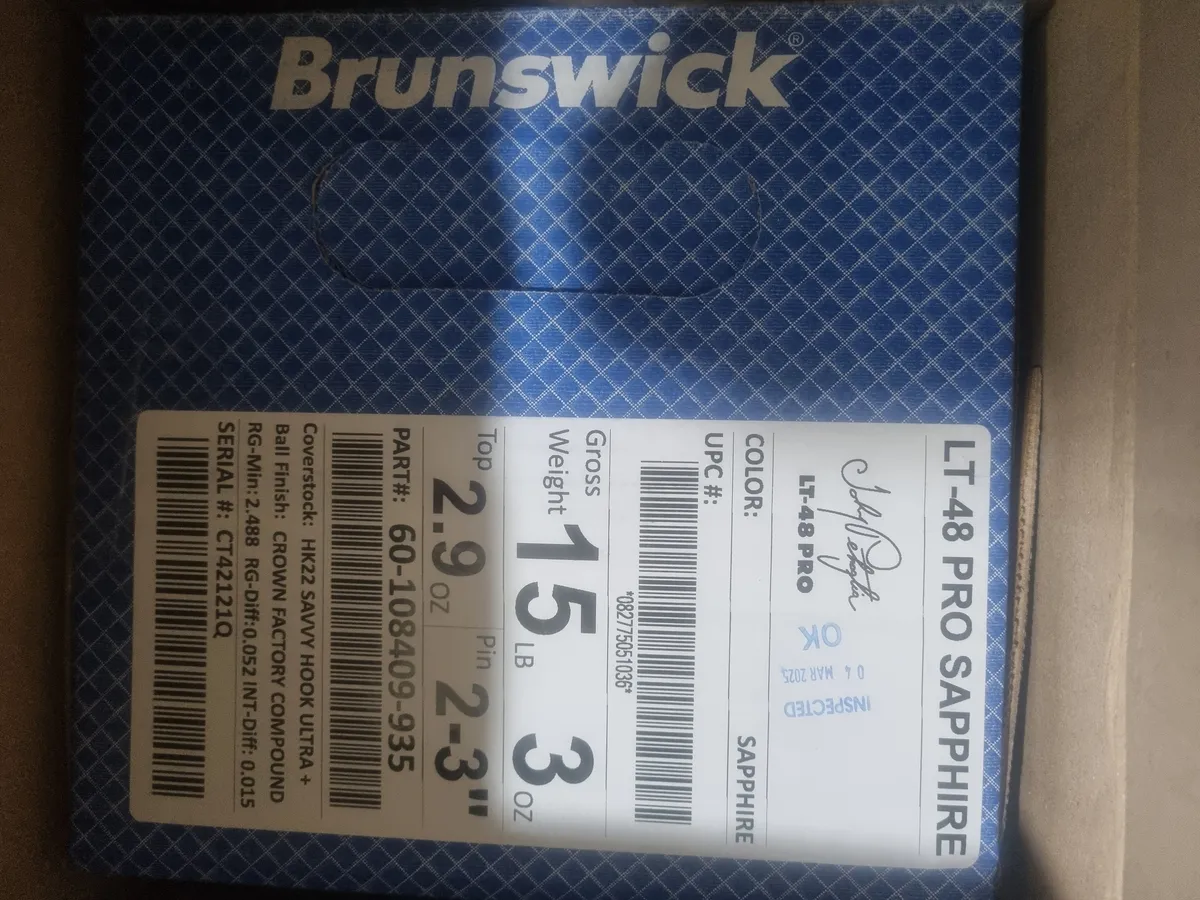 Brunswick®
LT-48 PRO SAPPHIRE
LT-48 PRO
OK
04 MAR 2025
INSPECTED
COLOR: SAPPHIRE
UPC #:
*082775051036*
Gross Weight 15 LB 3 OZ
Top 2.9 OZ Pin 2-3"
PART#: 60-108409-935
Coverstock: HK22 SAVVY HOOK ULTRA +
Ball Finish: CROWN FACTORY COMPOUND
RG-Min: 2.488 RG-Diff: 0.052 INT-Diff: 0.015
SERIAL #: CT42121Q